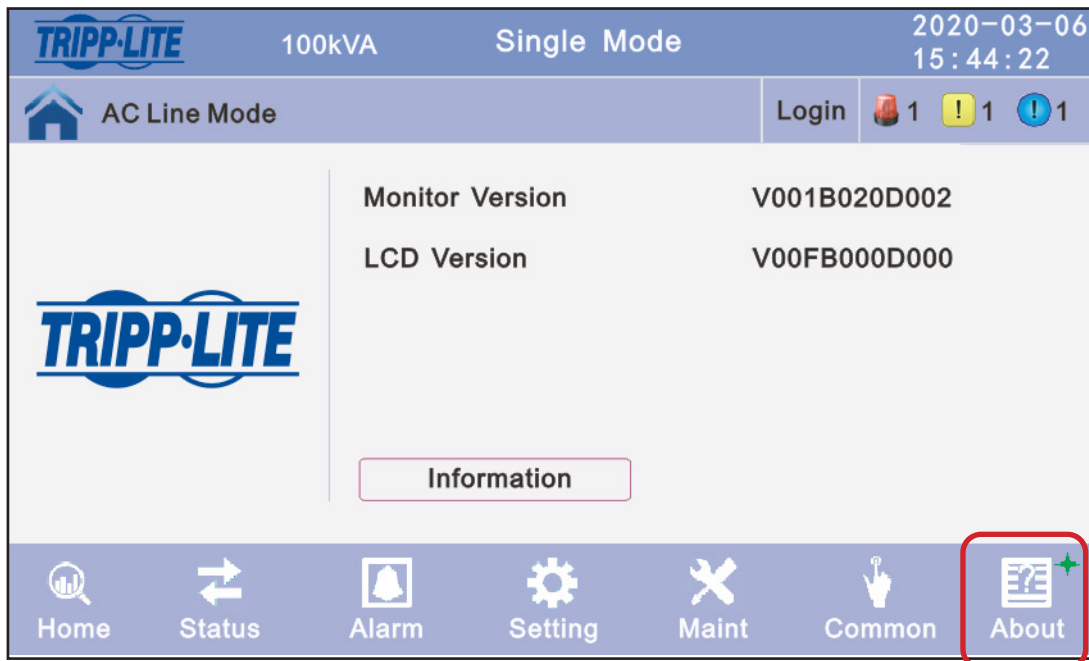 TRIPP·LITE 100kVA Single Mode 2020-03-06
15:44:22
AC Line Mode Login 1 ! 1 ! 1
Monitor Version V001B020D002
LCD Version V00FB000D000
TRIPP·LITE
Information
?
Home Status Alarm Setting Maint Common About